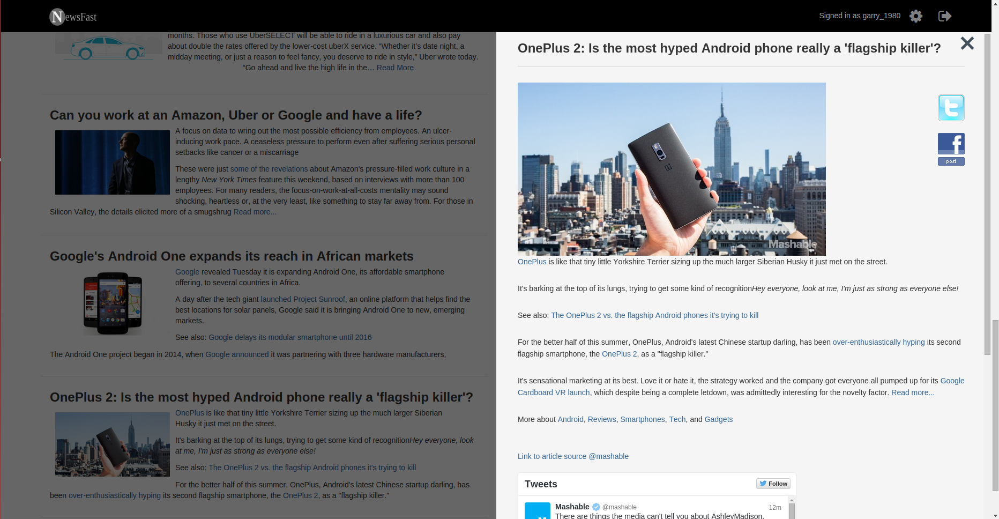 NewsFast
Signed in as garry_1980
months. Those who use UberSELECT will be able to ride in a luxurious car and also pay
about double the rates offered by the lower-cost uberX service. “Whether it’s date night, a
midday meeting, or just a reason to feel fancy, you deserve to ride in style,” Uber wrote today.
“Go ahead and live the high life in the… Read More
Can you work at an Amazon, Uber or Google and have a life?
A focus on data to wring out the most possible efficiency from employees. An ulcer-
inducing work pace. A ceaseless pressure to perform even after suffering serious personal
setbacks like cancer or a miscarriage
These were just some of the revelations about Amazon's pressure-filled work culture in a
lengthy New York Times feature this weekend, based on interviews with more than 100
employees. For many readers, the focus-on-work-at-all-costs mentality may sound
shocking, heartless or, at the very least, like something to stay far away from. For those in
Silicon Valley, the details elicited more of a smugshrug Read more...
Google's Android One expands its reach in African markets
Google revealed Tuesday it is expanding Android One, its affordable smartphone
offering, to several countries in Africa.
A day after the tech giant launched Project Sunroof, an online platform that helps find the
best locations for solar panels, Google said it is bringing Android One to new, emerging
markets.
See also: Google delays its modular smartphone until 2016
The Android One project began in 2014, when Google announced it was partnering with three hardware manufacturers,
OnePlus 2: Is the most hyped Android phone really a 'flagship killer'?
OnePlus is like that tiny little Yorkshire Terrier sizing up the much larger Siberian
Husky it just met on the street.
It's barking at the top of its lungs, trying to get some kind of recognitionHey everyone, look
at me, I'm just as strong as everyone else!
See also: The OnePlus 2 vs. the flagship Android phones it's trying to kill
Mashable
For the better half of this summer, OnePlus, Android's latest Chinese startup darling, has
been over-enthusiastically hyping its second flagship smartphone, the OnePlus 2, as a "flagship killer."
OnePlus 2: Is the most hyped Android phone really a 'flagship killer'?
Mashable
post
OnePlus is like that tiny little Yorkshire Terrier sizing up the much larger Siberian Husky it just met on the street.
It's barking at the top of its lungs, trying to get some kind of recognitionHey everyone, look at me, I'm just as strong as everyone else!
See also: The OnePlus 2 vs. the flagship Android phones it's trying to kill
For the better half of this summer, OnePlus, Android's latest Chinese startup darling, has been over-enthusiastically hyping its second
flagship smartphone, the OnePlus 2, as a "flagship killer."
It's sensational marketing at its best. Love it or hate it, the strategy worked and the company got everyone all pumped up for its Google
Cardboard VR launch, which despite being a complete letdown, was admittedly interesting for the novelty factor. Read more...
More about Android, Reviews, Smartphones, Tech, and Gadgets
Link to article source @mashable
Tweets
Follow
Mashable @mashable 12m
There are things the media can't tell you about AshleyMadison.